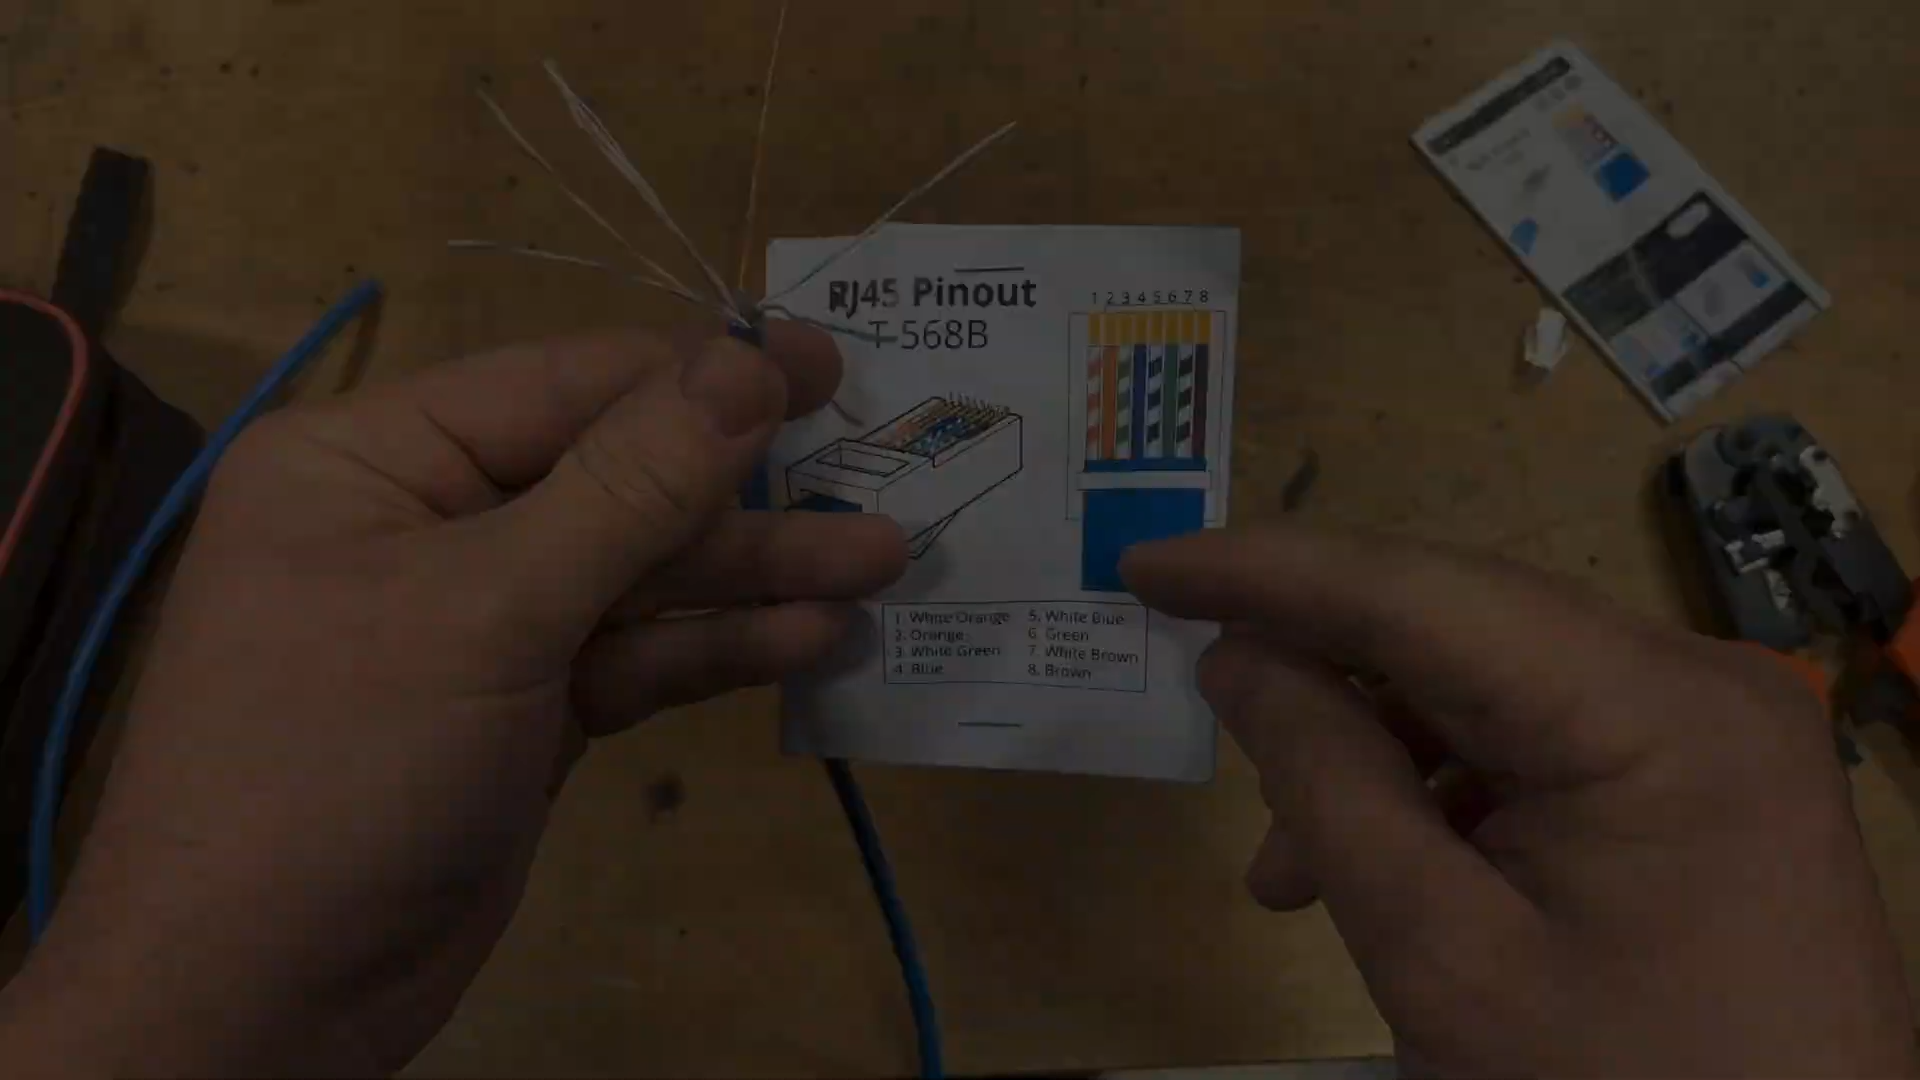 RJ45 Pinout
T-568B
1 2 3 4 5 6 7 8
1. White Orange
2. Orange
3. White Green
4. Blue
5. White Blue
6. Green
7. White Brown
8. Brown